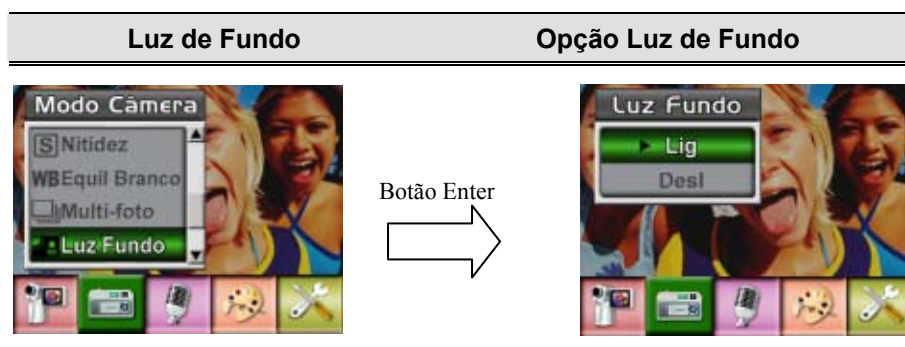 Luz de Fundo
Opção Luz de Fundo
Modo Câmera
S Nitidez
WB Equil Branco
Multi-foto
Luz Fundo
Botão Enter
Luz Fundo
Lig
Desl